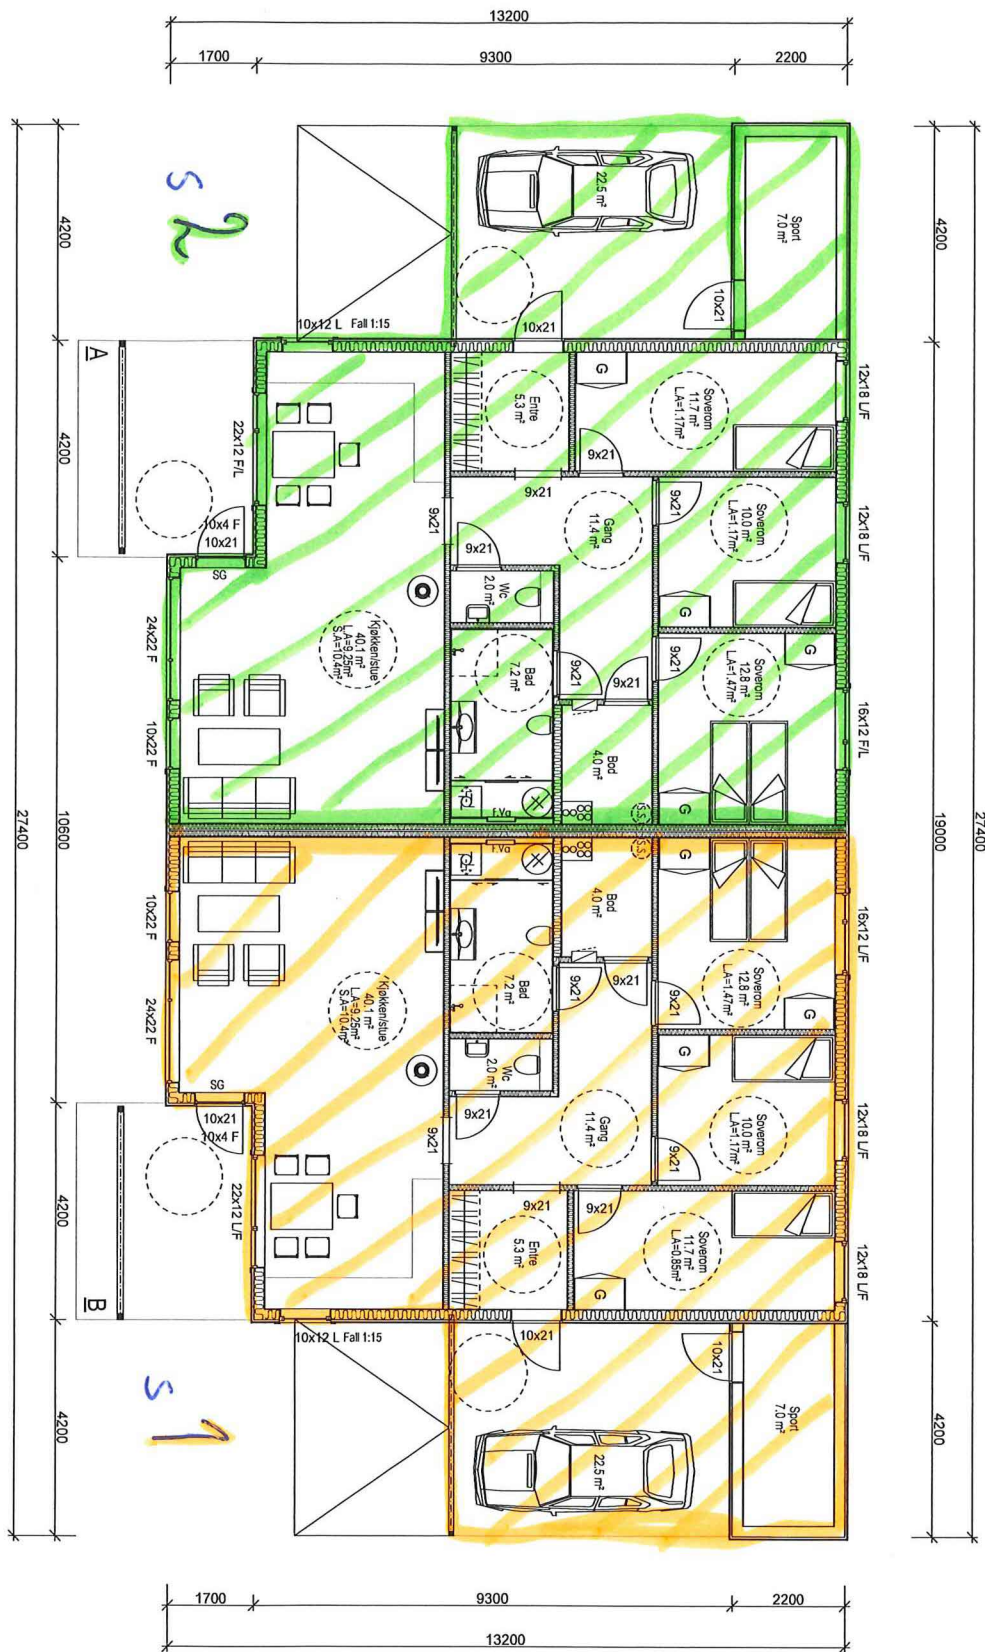 13200
1700
9300
2200
S 2
Sport
7.0 m²
22.5 m²
10x21
10x21
10x12 L Fall 1:15
4200
4200
27400
19000
27400
10600
A
4200
22x12 F/L
10x4 F
10x21
SG
24x22 F
10x22 F
Entre
5.3 m²
Soverom
11.7 m²
L.A=1.17m²
G
12x18 L/F
9x21
9x21
9x21
Gang
11.4 m²
9x21
Soverom
10.0 m²
L.A=1.17m²
12x18 L/F
G
9x21
Wc
2.0 m²
Kjøkken/stue
40.1 m²
L.A=9.25m²
S.A=10.4m²
Bad
7.2 m²
9x21
9x21
9x21
Soverom
12.8 m²
L.A=1.47m²
G
16x12 F/L
Bod
4.0 m²
G
F.Va
(S.S.)
(S.S.)
F.Va
Bod
4.0 m²
G
10x22 F
24x22 F
Kjøkken/stue
40.1 m²
L.A=9.25m²
S.A=10.4m²
Bad
7.2 m²
9x21
9x21
9x21
Soverom
12.8 m²
L.A=1.47m²
G
16x12 L/F
SG
10x21
10x4 F
Wc
2.0 m²
9x21
9x21
Gang
11.4 m²
9x21
G
Soverom
10.0 m²
L.A=1.17m²
12x18 L/F
4200
B
22x12 L/F
9x21
9x21
Entre
5.3 m²
Soverom
11.7 m²
L.A=0.85m²
G
12x18 L/F
10x12 L Fall 1:15
10x21
10x21
Sport
7.0 m²
22.5 m²
4200
4200
S 1
1700
9300
2200
13200